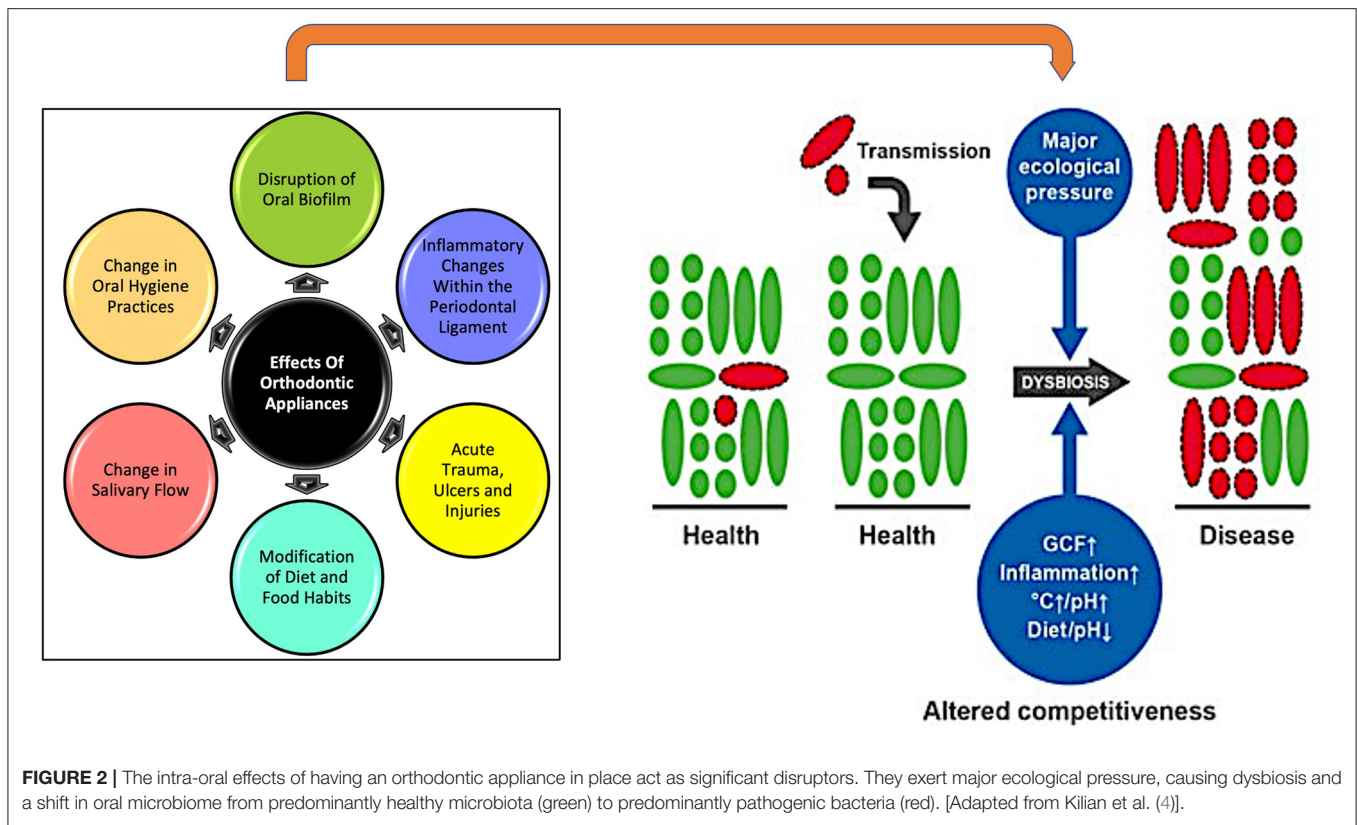 Disruption of
Oral Biofilm
Change in
Oral Hygiene
Practices
Inflammatory
Changes Within
the Periodontal
Ligament
Effects Of
Orthodontic
Appliances
Change in
Salivary Flow
Acute
Trauma,
Ulcers and
Injuries
Modification
of Diet and
Food Habits
Transmission
Major
ecological
pressure
DYSBIOSIS
Health
Health
Disease
GCF↑
Inflammation↑
°C↑/pH↑
Diet/pH↓
Altered competitiveness
FIGURE 2 | The intra-oral effects of having an orthodontic appliance in place act as significant disruptors. They exert major ecological pressure, causing dysbiosis and
a shift in oral microbiome from predominantly healthy microbiota (green) to predominantly pathogenic bacteria (red). [Adapted from Kilian et al. (4)].